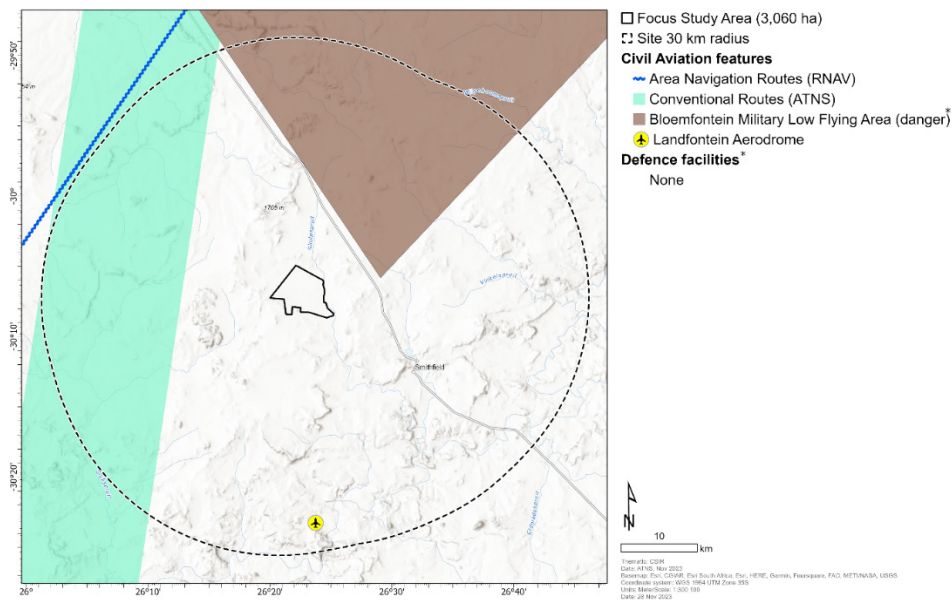 -29°50'
-30°
-30°10'
-30°20'
1709 m
Slootspruit
Smithfield
26°
26°10'
26°20'
26°30'
26°40'
Focus Study Area (3,060 ha)
Site 30 km radius
Civil Aviation features
Area Navigation Routes (RNAV)
Conventional Routes (ATNS)
Bloemfontein Military Low Flying Area (danger)*
Landfontein Aerodrome
Defence facilities*
None
N
10
km
Thematic: CSIR
Date: ATNS, Nov 2023
Basemap: Esri, CGIAR, Esri South Africa, Esri, HERE, Garmin, Foursquare, FAO, METI/NASA, USGS
Coordinate system: WGS 1984 UTM Zone 35S
Units: Meter
Scale: 1:500 100
Date: 28 Nov 2023